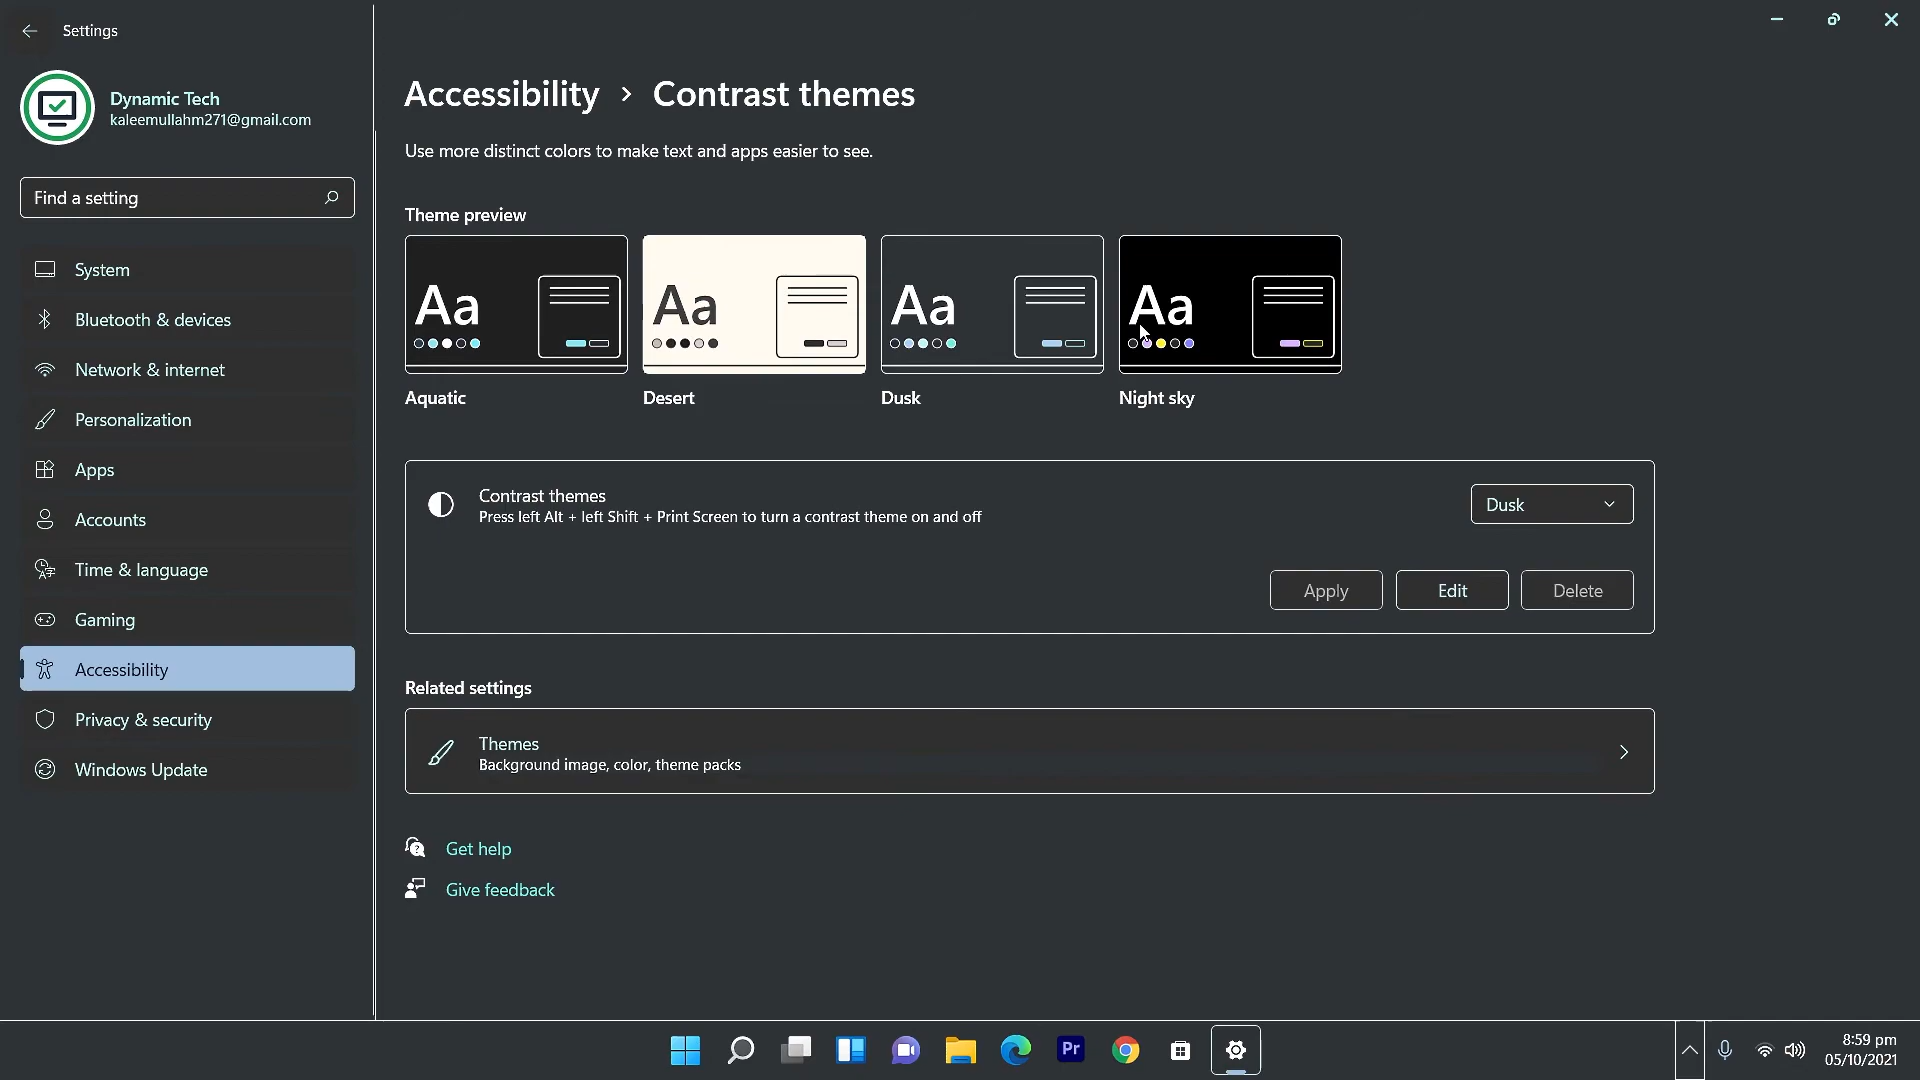 Settings
Dynamic Tech
kaleemullahm271@gmail.com
Find a setting
System
Bluetooth & devices
Network & internet
Personalization
Apps
Accounts
Time & language
Gaming
Accessibility
Privacy & security
Windows Update
Accessibility > Contrast themes
Use more distinct colors to make text and apps easier to see.
Theme preview
Aa Aa Aa Aa
Aquatic Desert Dusk Night sky
Contrast themes
Press left Alt + left Shift + Print Screen to turn a contrast theme on and off
Dusk
Apply Edit Delete
Related settings
Themes
Background image, color, theme packs
Get help
Give feedback
Pr
8:59 pm
05/10/2021